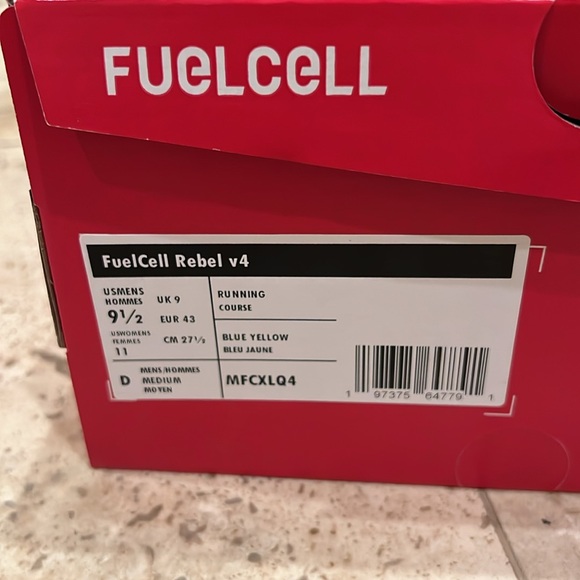 FUELCELL
FuelCell Rebel v4
USMENS
HOMMES
9½
UK 9
EUR 43
USWOMENS
FEMMES
11
CM 27½
RUNNING
COURSE
BLUE YELLOW
BLEU JAUNE
D
MENS/HOMMES
MEDIUM
MOYEN
MFCXLQ4
1 97375 64779 1